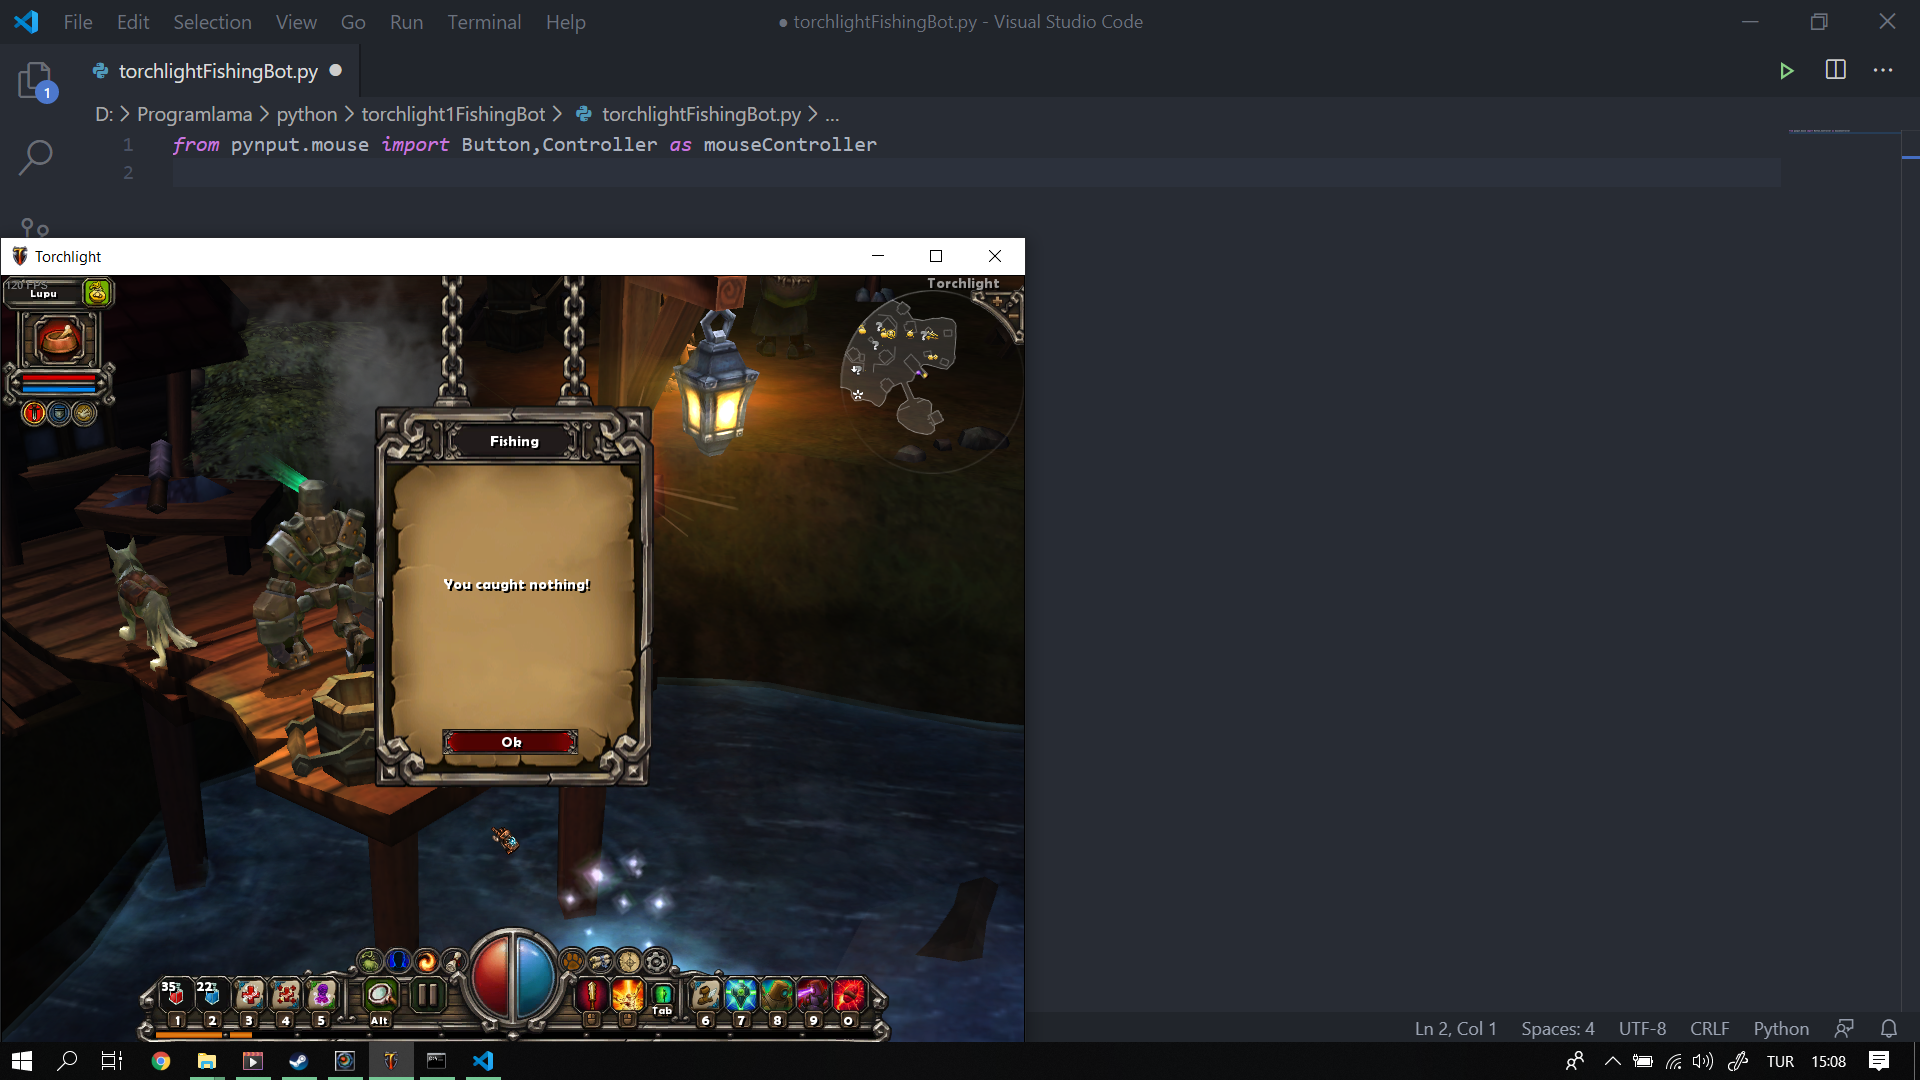 File Edit Selection View Go Run Terminal Help
● torchlightFishingBot.py - Visual Studio Code
1
torchlightFishingBot.py ●
D: > Programlama > python > torchlight1FishingBot > torchlightFishingBot.py > ...
1 from pynput.mouse import Button,Controller as mouseController
2
Torchlight
120 FPS
Lupu
Torchlight
Fishing
You caught nothing!
Ok
35 22
Tab
1 2 3 4 5 Alt 6 7 8 9 0
Ln 2, Col 1 Spaces: 4 UTF-8 CRLF Python
TUR 15:08